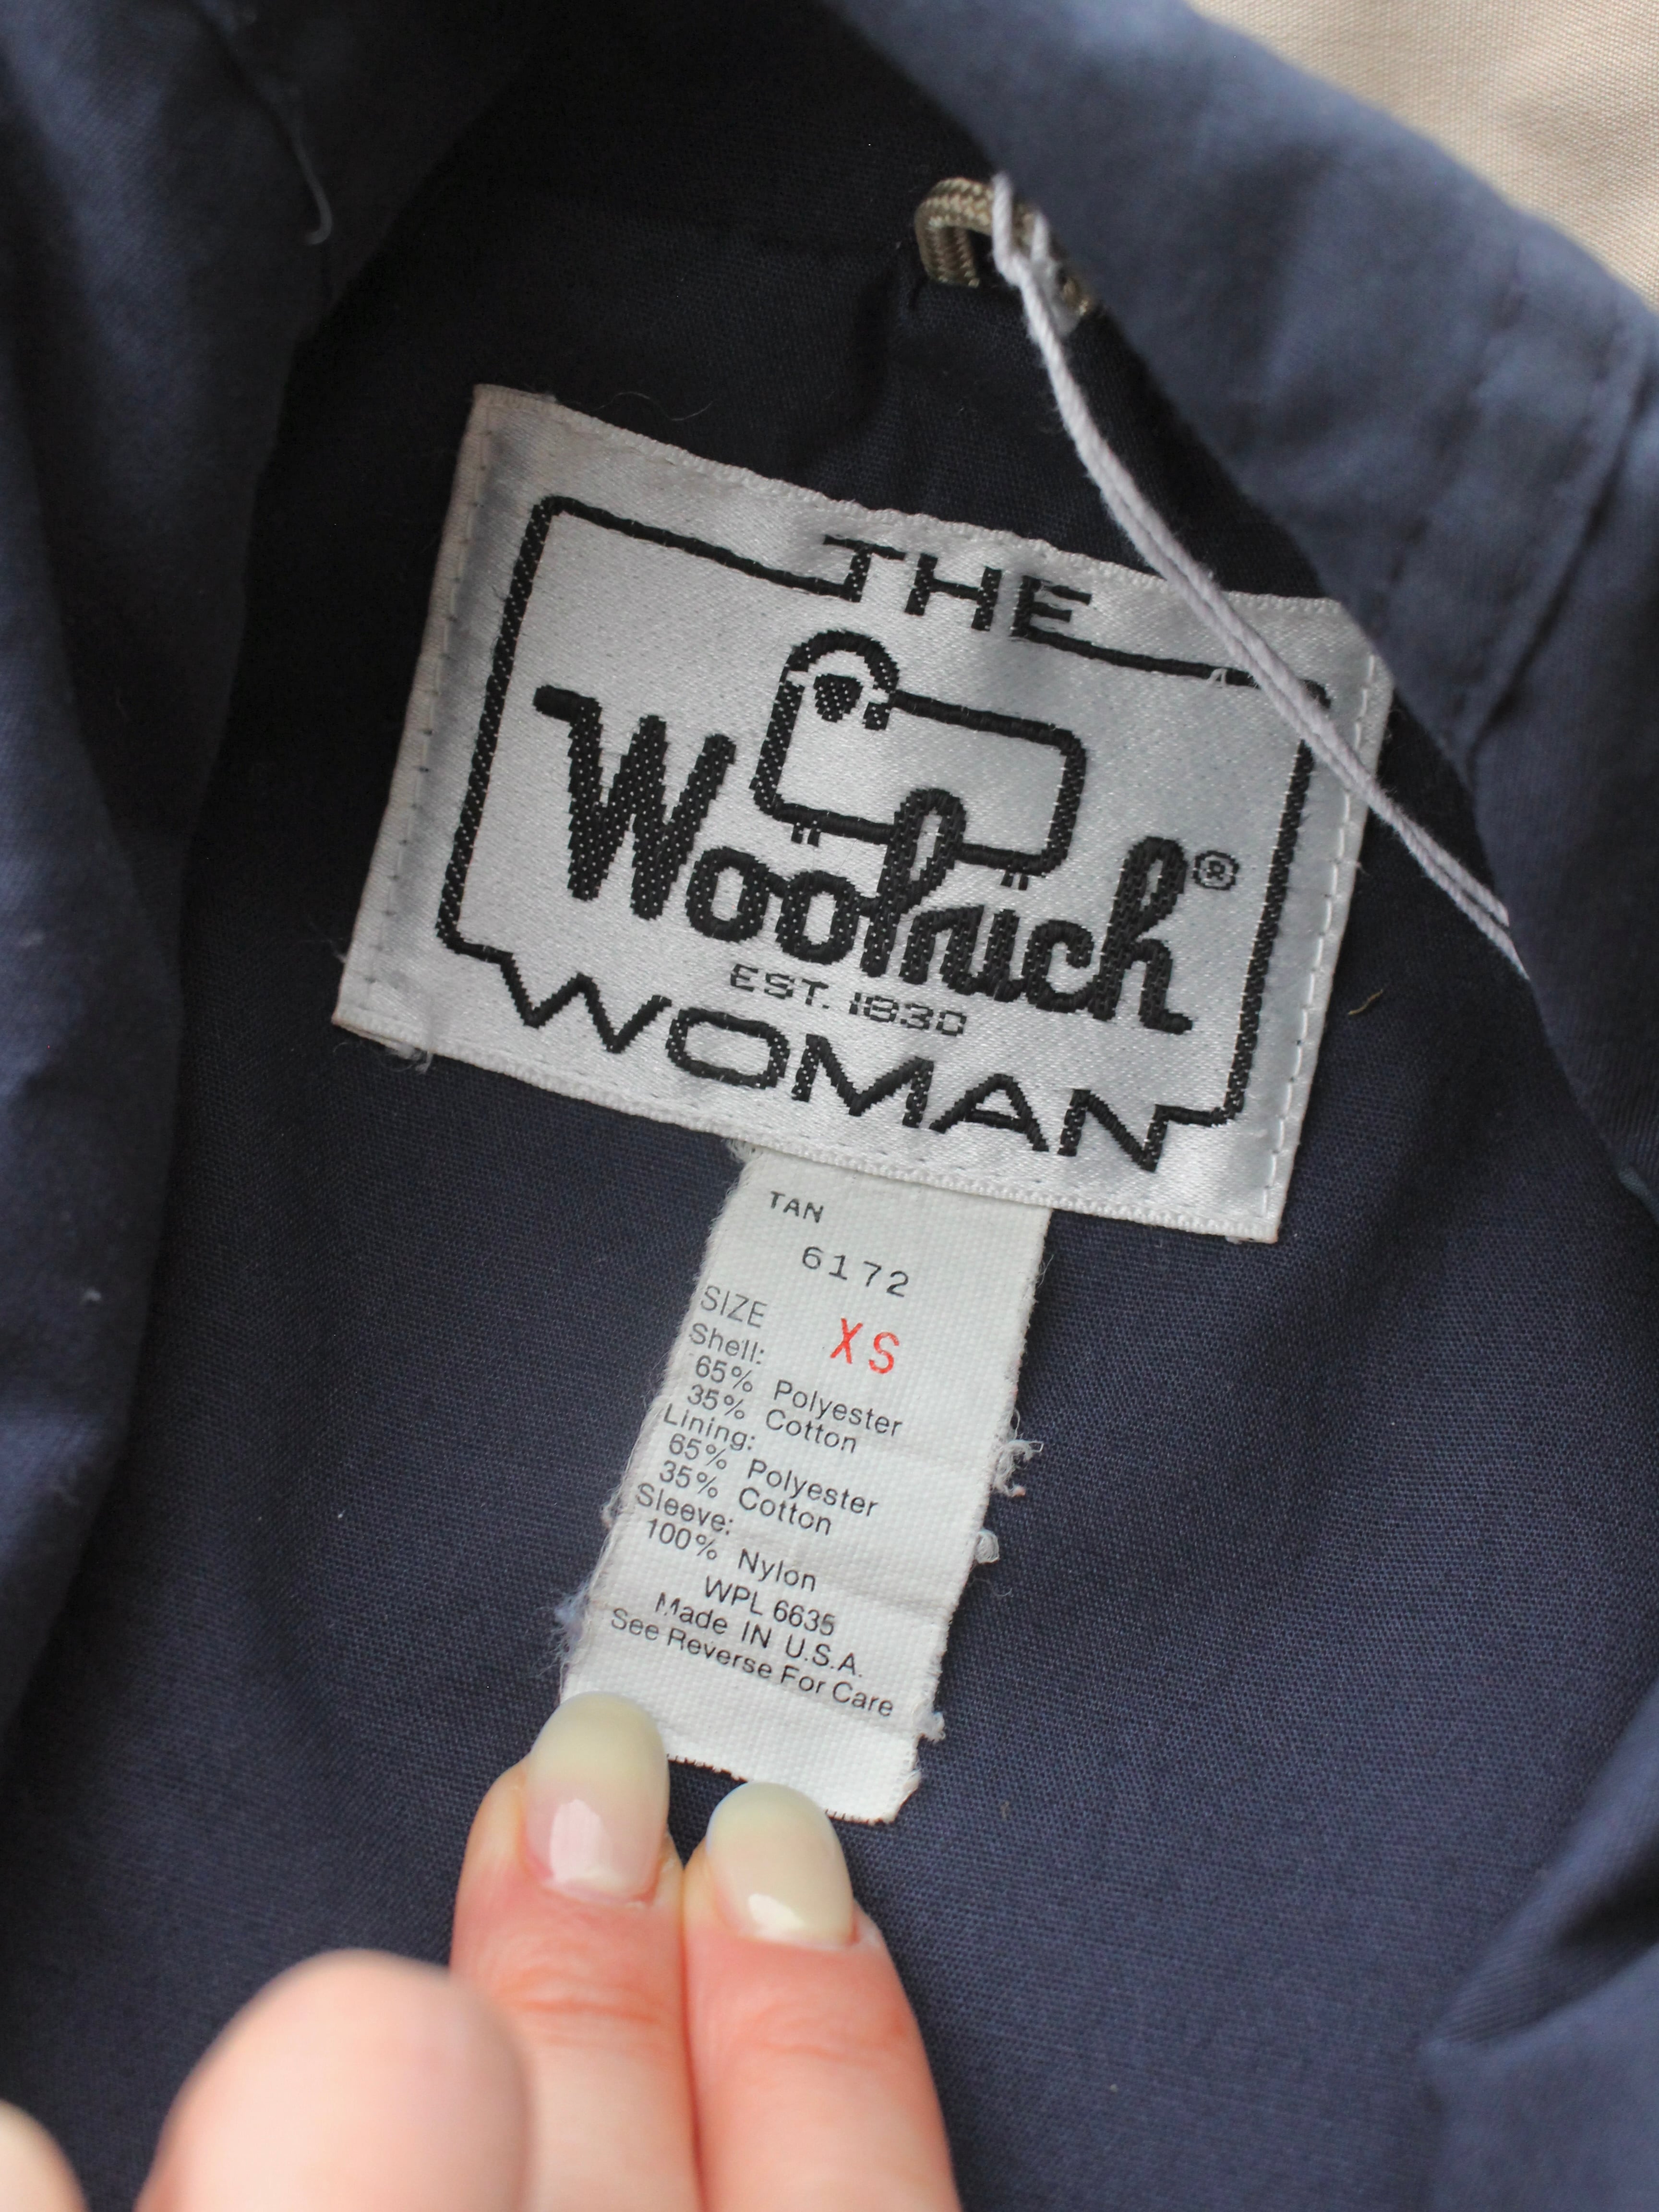 THE
Woolrich®
EST. 1830
WOMAN
TAN
6172
SIZE XS
Shell:
65% Polyester
35% Cotton
Lining:
65% Polyester
35% Cotton
Sleeve:
100% Nylon
WPL 6635
Made IN U.S.A.
See Reverse For Care